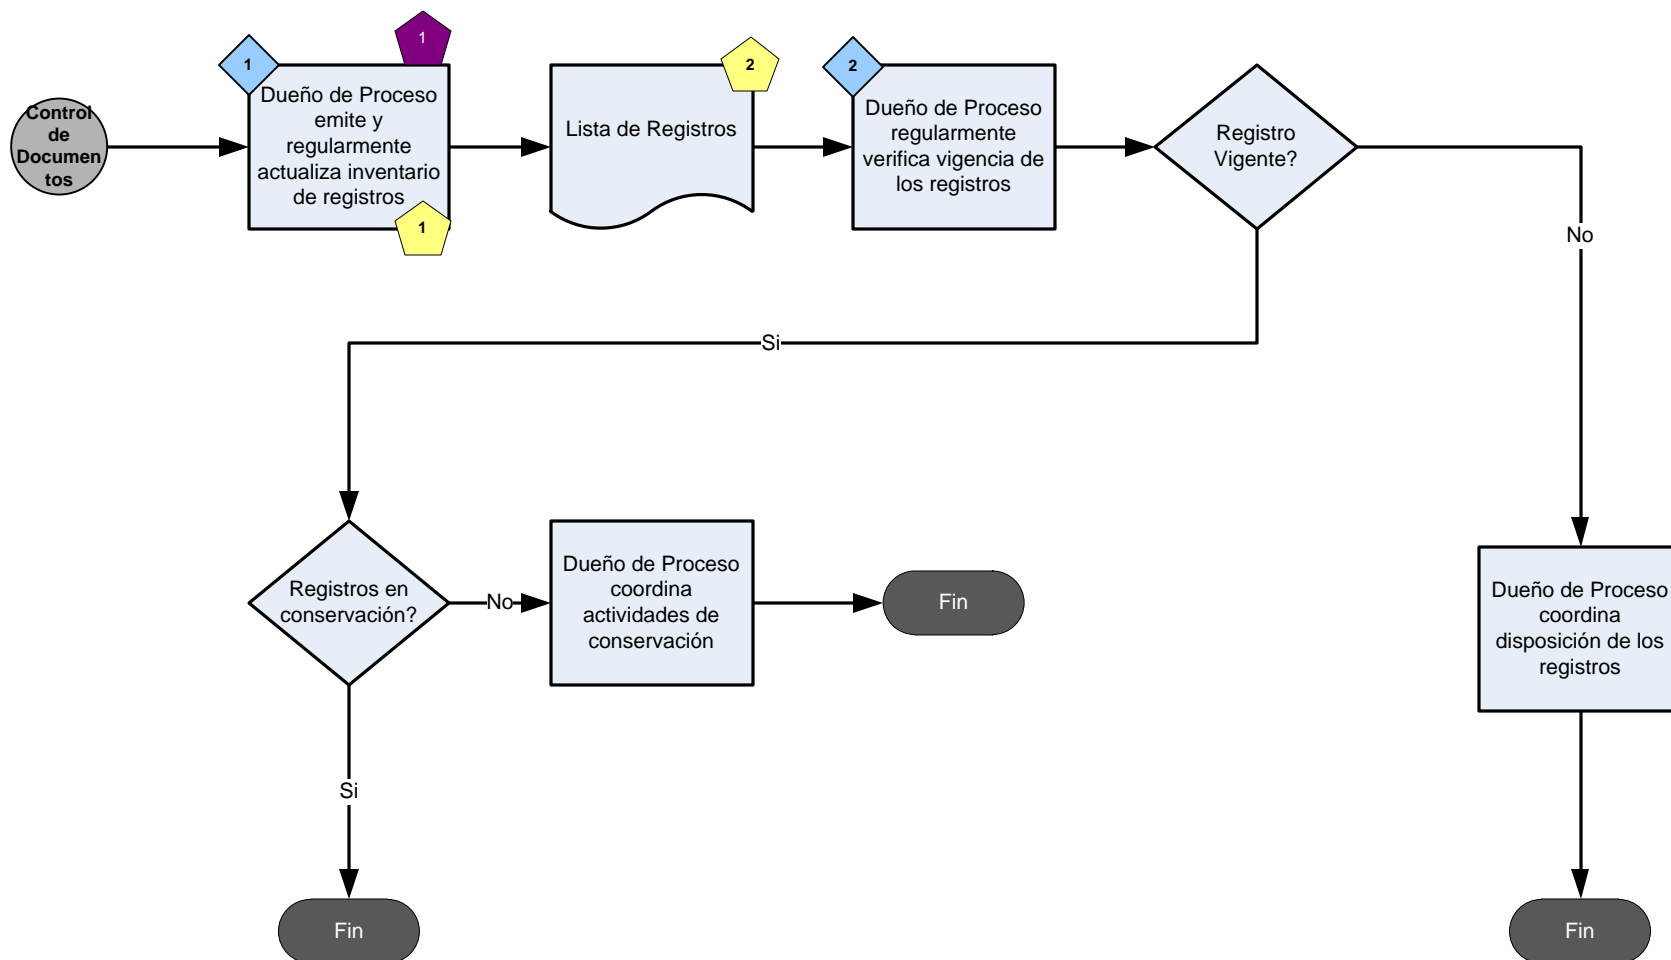 Control
de
Documen
tos
1
1
Dueño de Proceso
emite y
regularmente
actualiza inventario
de registros
1
Lista de Registros
2
2
Dueño de Proceso
regularmente
verifica vigencia de
los registros
Registro
Vigente?
No
Si
Registros en
conservación?
No
Dueño de Proceso
coordina
actividades de
conservación
Fin
Dueño de Proceso
coordina
disposición de los
registros
Si
Fin
Fin